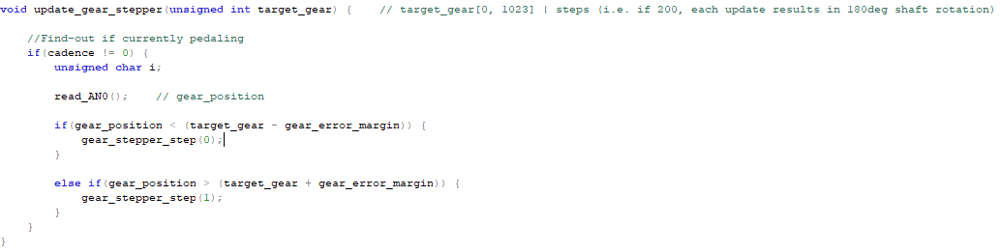 void update_gear_stepper(unsigned int target_gear) {    // target_gear[0, 1023] | steps (i.e. if 200, each update results in 180deg shaft rotation)
    //Find-out if currently pedaling
    if(cadence != 0) {
        unsigned char i;
        read_AN0();    // gear_position
        if(gear_position < (target_gear - gear_error_margin)) {
            gear_stepper_step(0);
        }
        else if(gear_position > (target_gear + gear_error_margin)) {
            gear_stepper_step(1);
        }
    }
}